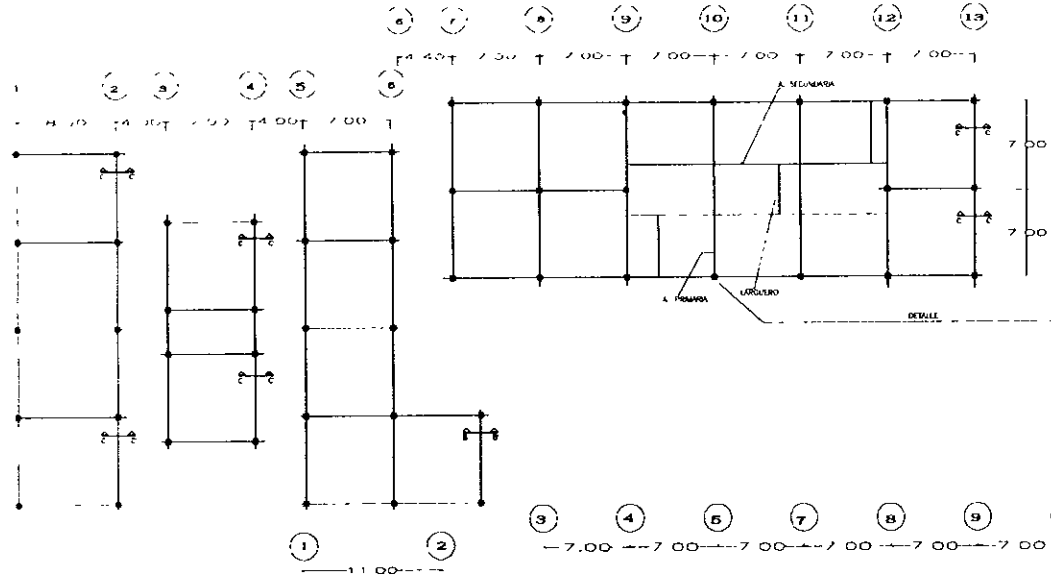 6 7 8 9 10 11 12 13
4.40 7.00 7.00 7.00 7.00 7.00
1 2 3 4 5 6
4.00 4.00 7.00
A. SECUNDARIA
7.00
7.00
A. PRIMARIA
LARGUERO
DETALLE
3 4 5 7 8 9
7.00 7.00 7.00 7.00 7.00 7.00
1 2
11.00